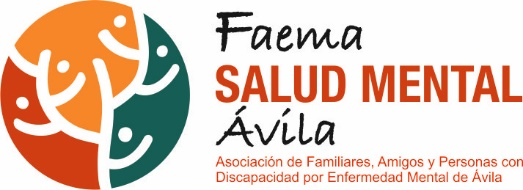 Faema
SALUD MENTAL
Ávila
Asociación de Familiares, Amigos y Personas con
Discapacidad por Enfermedad Mental de Ávila